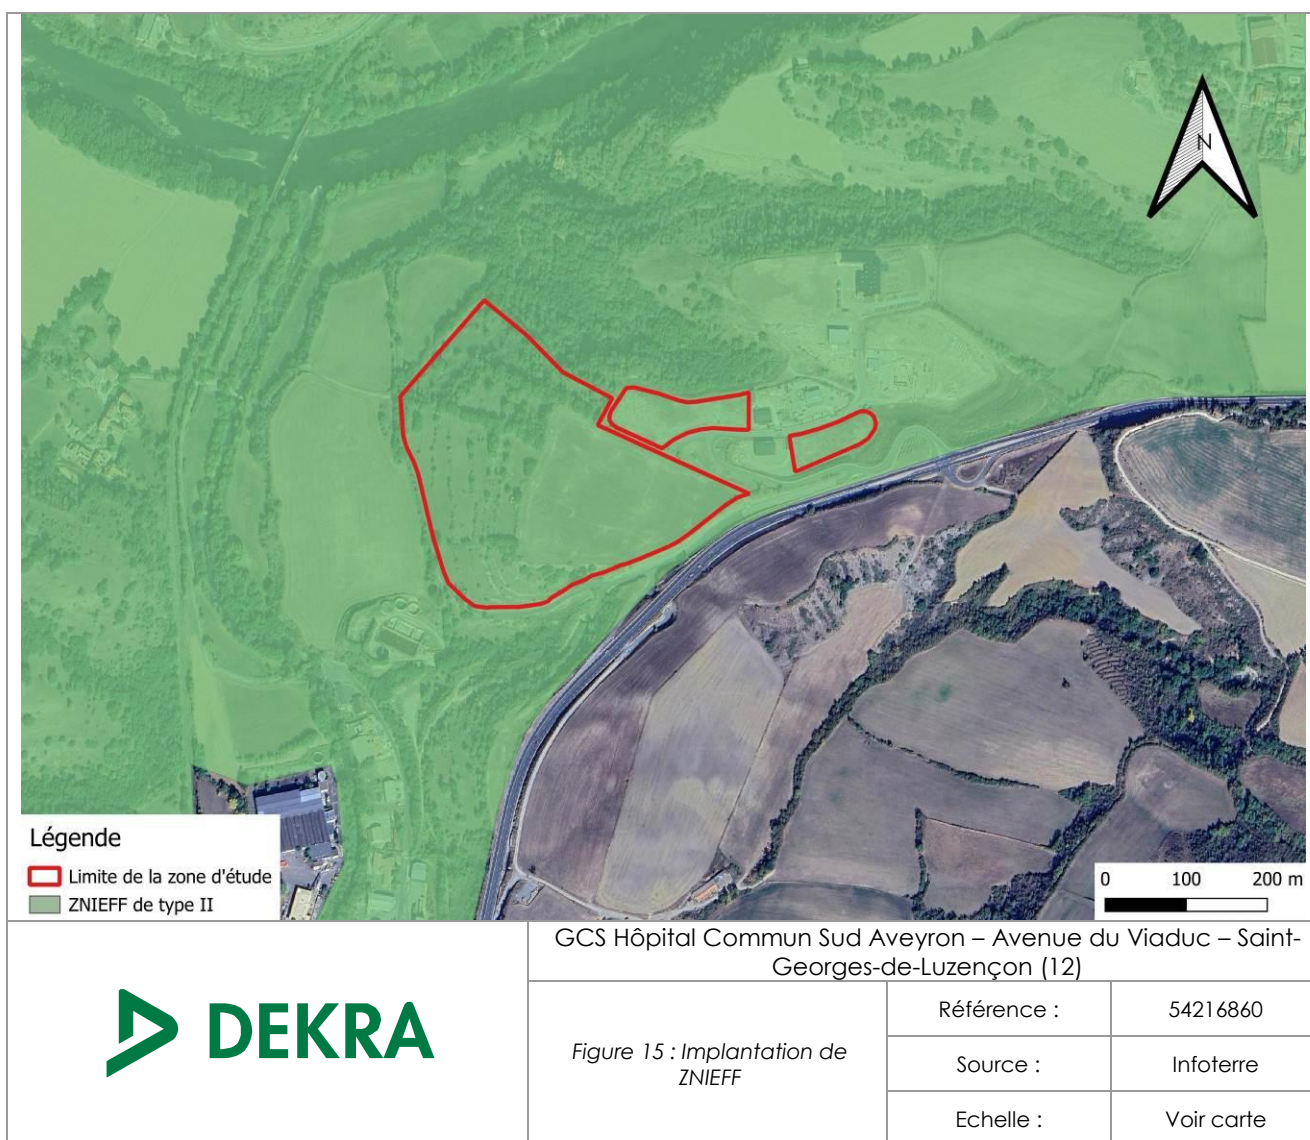 N
Légende
Limite de la zone d'étude
ZNIEFF de type II
0 100 200 m
DEKRA
GCS Hôpital Commun Sud Aveyron – Avenue du Viaduc – Saint-
Georges-de-Luzençon (12)
Figure 15 : Implantation de
ZNIEFF
Référence : 54216860
Source : Infoterre
Echelle : Voir carte